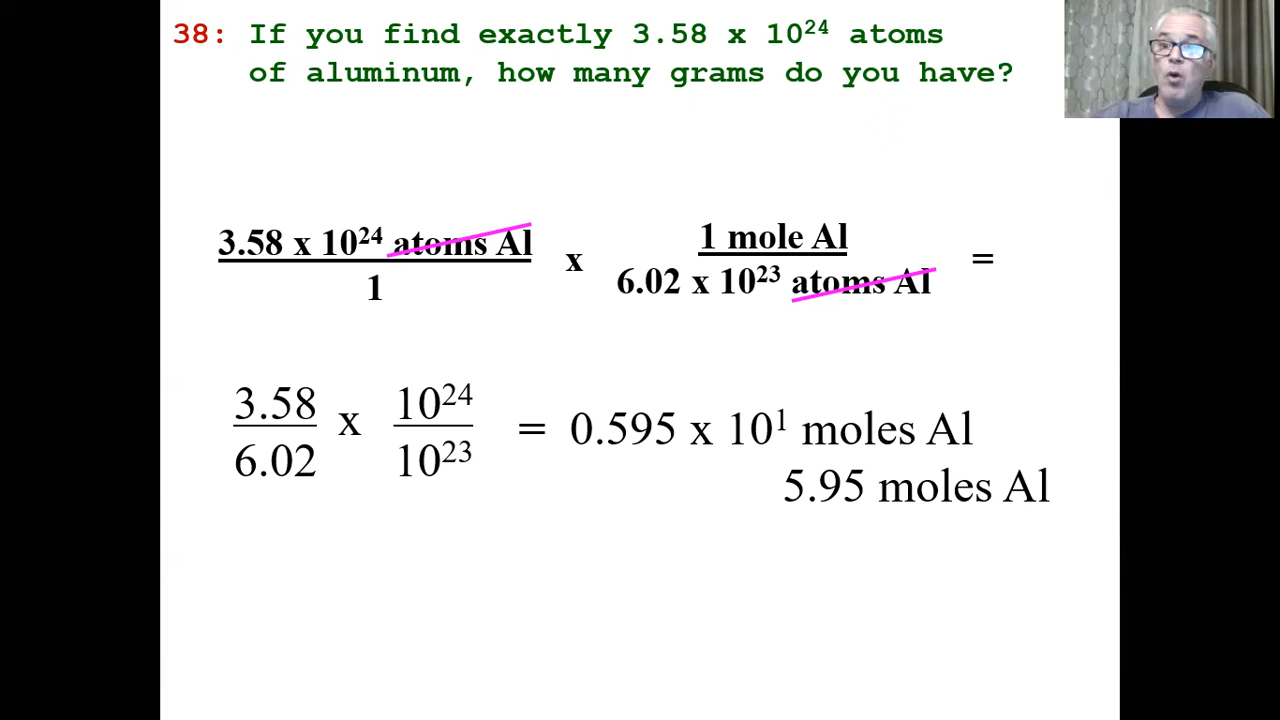 38: If you find exactly 3.58 x 10²⁴ atoms
of aluminum, how many grams do you have?
3.58 x 10²⁴ atoms Al
1
x
1 mole Al
6.02 x 10²³ atoms Al
=
3.58
6.02
x
10²⁴
10²³
= 0.595 x 10¹ moles Al
5.95 moles Al